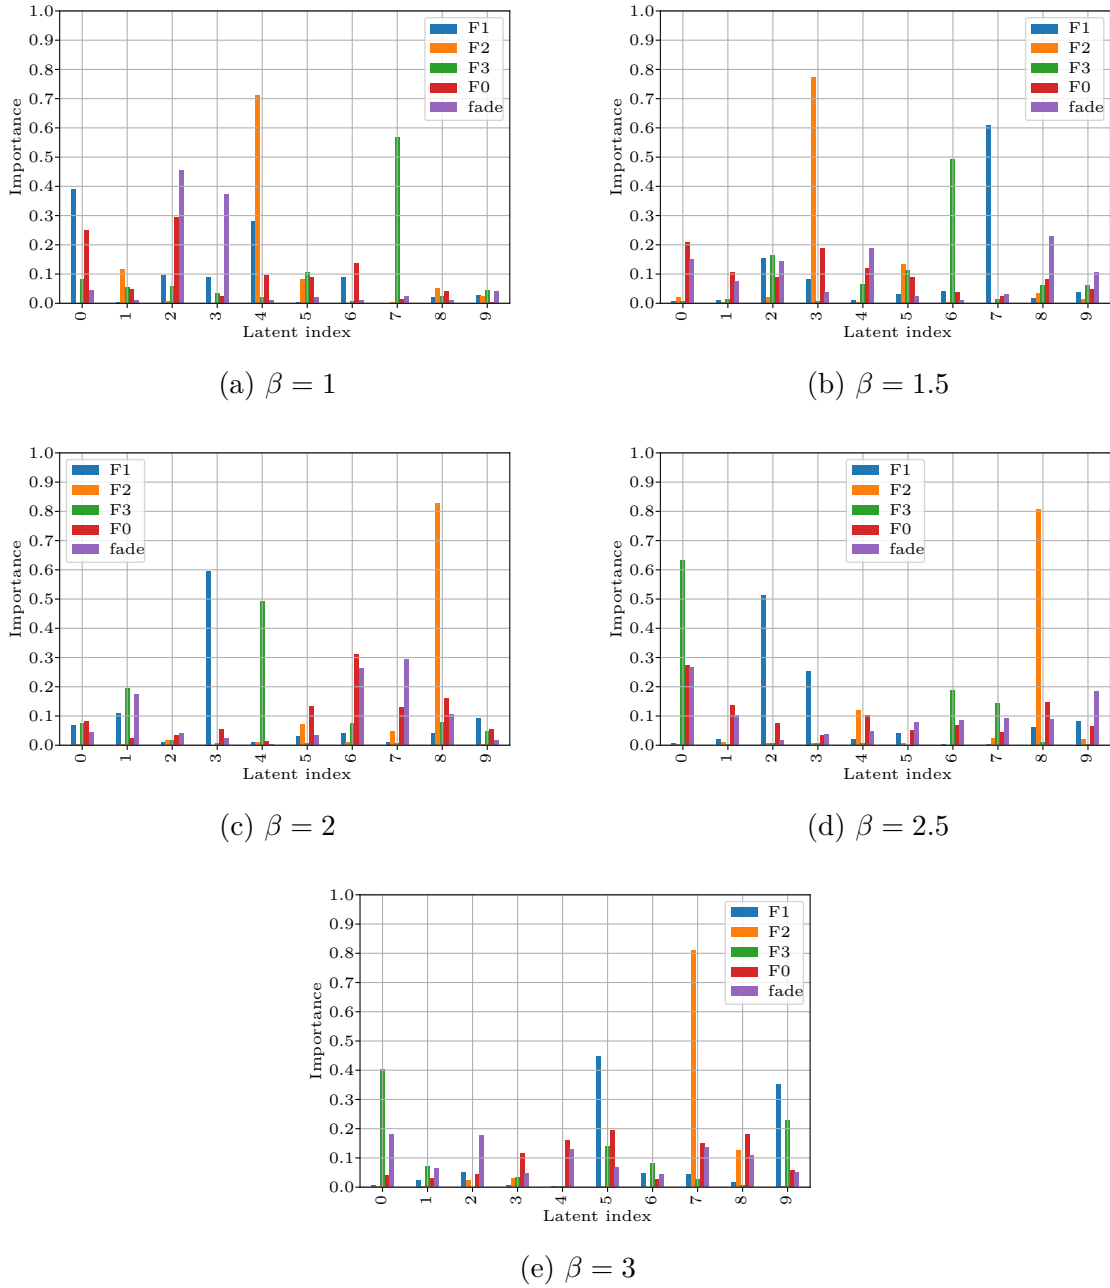 1.0
0.9
0.8
0.7
0.6
0.5
0.4
0.3
0.2
0.1
0.0
Importance
F1
F2
F3
F0
fade
0 1 2 3 4 5 6 7 8 9
Latent index
(a) β = 1
1.0
0.9
0.8
0.7
0.6
0.5
0.4
0.3
0.2
0.1
0.0
Importance
F1
F2
F3
F0
fade
0 1 2 3 4 5 6 7 8 9
Latent index
(b) β = 1.5
1.0
0.9
0.8
0.7
0.6
0.5
0.4
0.3
0.2
0.1
0.0
Importance
F1
F2
F3
F0
fade
0 1 2 3 4 5 6 7 8 9
Latent index
(c) β = 2
1.0
0.9
0.8
0.7
0.6
0.5
0.4
0.3
0.2
0.1
0.0
Importance
F1
F2
F3
F0
fade
0 1 2 3 4 5 6 7 8 9
Latent index
(d) β = 2.5
1.0
0.9
0.8
0.7
0.6
0.5
0.4
0.3
0.2
0.1
0.0
Importance
F1
F2
F3
F0
fade
0 1 2 3 4 5 6 7 8 9
Latent index
(e) β = 3